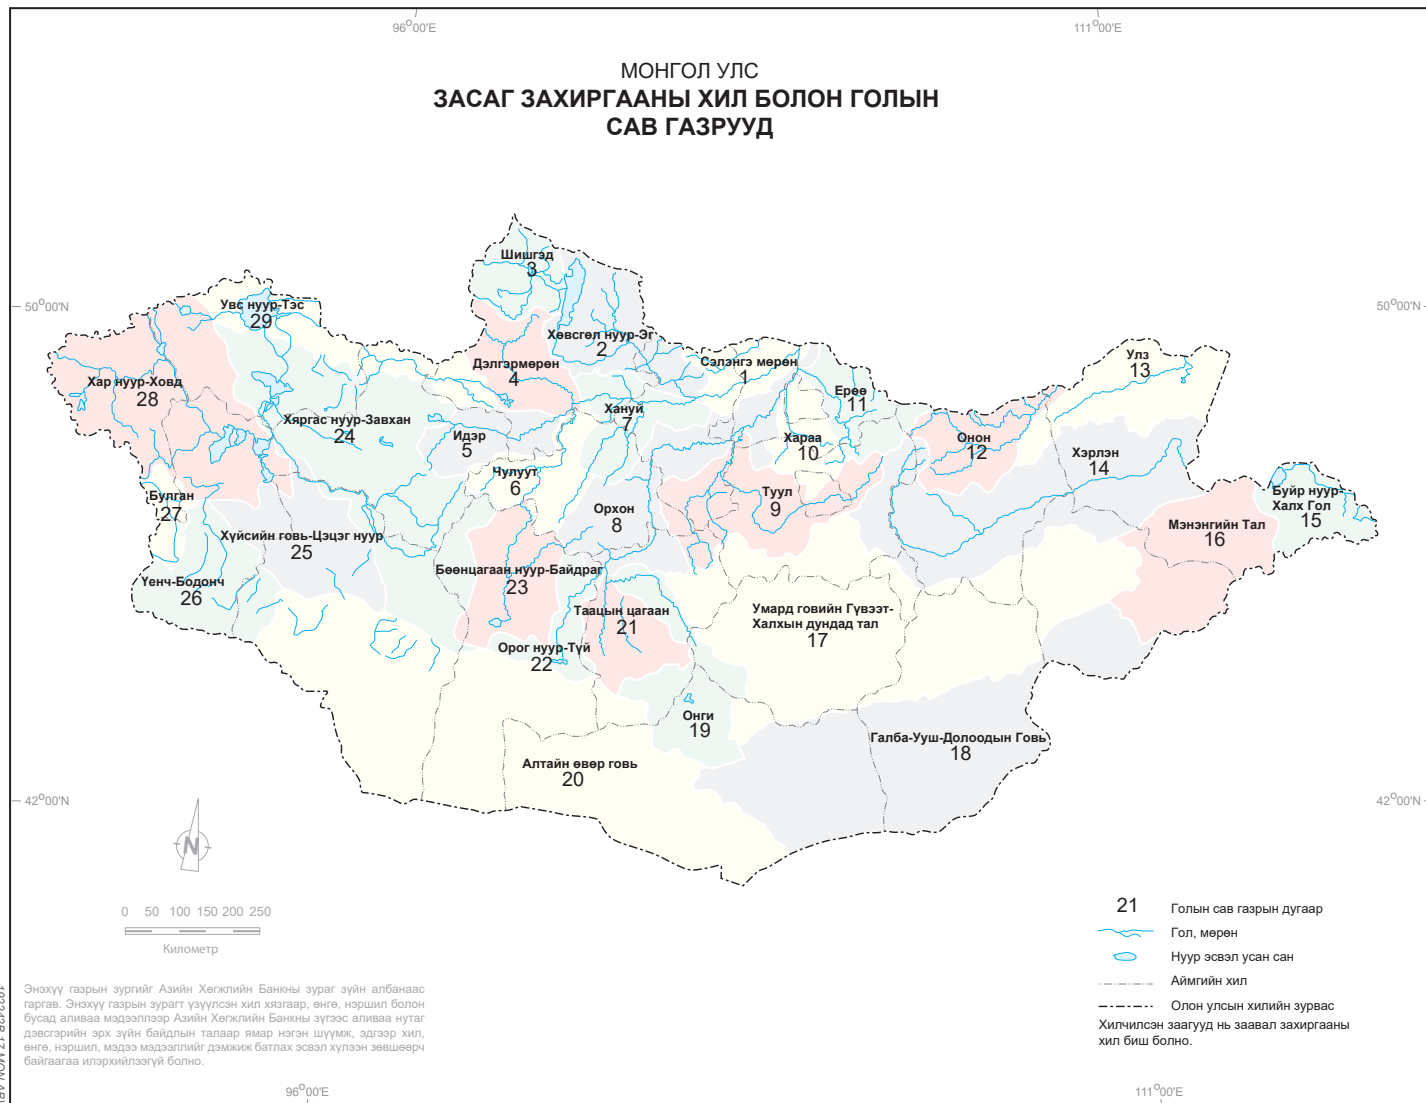 96°00'E
111°00'E
МОНГОЛ УЛС
ЗАСАГ ЗАХИРГААНЫ ХИЛ БОЛОН ГОЛЫН
САВ ГАЗРУУД
50°00'N
50°00'N
Шишгэд
3
Увс нуур-Тэс
29
Хөвсгөл нуур-Эг
2
Дэлгэрмөрөн
4
Сэлэнгэ мөрөн
1
Улз
13
Хар нуур-Ховд
28
Ерөө
11
Хануй
7
Хяргас нуур-Завхан
24
Идэр
5
Хараа
10
Онон
12
Хэрлэн
14
Чулуут
6
Булган
27
Туул
9
Буйр нуур-
Халх Гол
15
Орхон
8
Мэнэнгийн Тал
16
Хүйсийн говь-Цэцэг нуур
25
Бөөнцагаан нуур-Байдраг
23
Үенч-Бодонч
26
Таацын цагаан
21
Умард говийн Гүвээт-
Халхын дундад тал
17
Орог нуур-Түй
22
Онги
19
Галба-Ууш-Долоодын Говь
18
Алтайн өвөр говь
20
42°00'N
42°00'N
N
0 50 100 150 200 250
Километр
21 Голын сав газрын дугаар
Гол, мөрөн
Нуур эсвэл усан сан
Аймгийн хил
Олон улсын хилийн зурвас
Хилчилсэн заагууд нь заавал захиргааны
хил биш болно.
Энэхүү газрын зургийг Азийн Хөгжлийн Банкны зураг зүйн албанаас
гаргав. Энэхүү газрын зурагт үзүүлсэн хил хязгаар, өнгө, нэршил болон
бусад аливаа мэдээллээр Азийн Хөгжлийн Банкны зүгээс аливаа нутаг
дэвсгэрийн эрх зүйн байдлын талаар ямар нэгэн шүүмж, эдгээр хил,
өнгө, нэршил, мэдээ мэдээллийг дэмжиж батлах эсвэл хүлээн зөвшөөрч
байгаагаа илэрхийлээгүй болно.
96°00'E
111°00'E